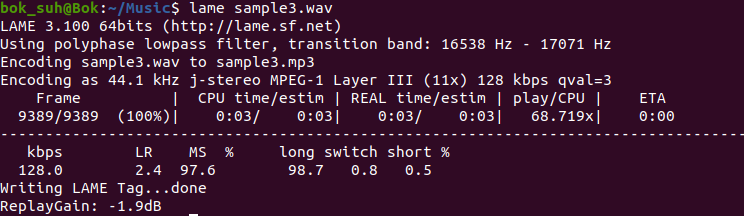 bok_suh@Bok:~/Music$ lame sample3.wav
LAME 3.100 64bits (http://lame.sf.net)
Using polyphase lowpass filter, transition band: 16538 Hz - 17071 Hz
Encoding sample3.wav to sample3.mp3
Encoding as 44.1 kHz j-stereo MPEG-1 Layer III (11x) 128 kbps qval=3
    Frame          |  CPU time/estim | REAL time/estim | play/CPU |    ETA
  9389/9389  (100%)|    0:03/    0:03|    0:03/    0:03|   68.719x|    0:00
-------------------------------------------------------------------------------
   kbps        LR    MS  %     long switch short %
  128.0        2.4  97.6        98.7   0.8   0.5
Writing LAME Tag...done
ReplayGain: -1.9dB